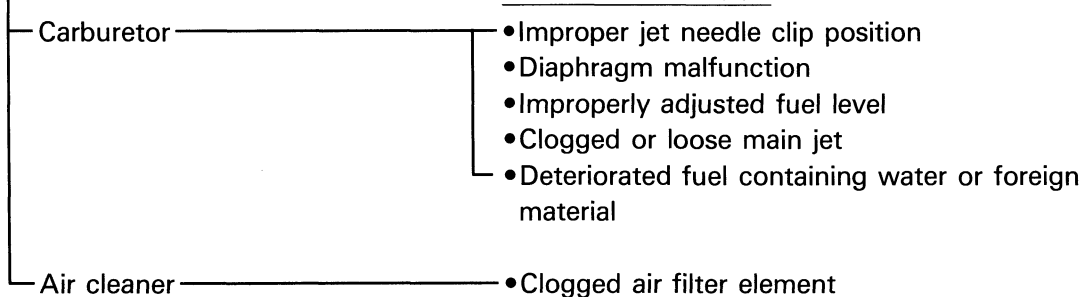 Carburetor •Improper jet needle clip position
•Diaphragm malfunction
•Improperly adjusted fuel level
•Clogged or loose main jet
•Deteriorated fuel containing water or foreign
material
Air cleaner •Clogged air filter element